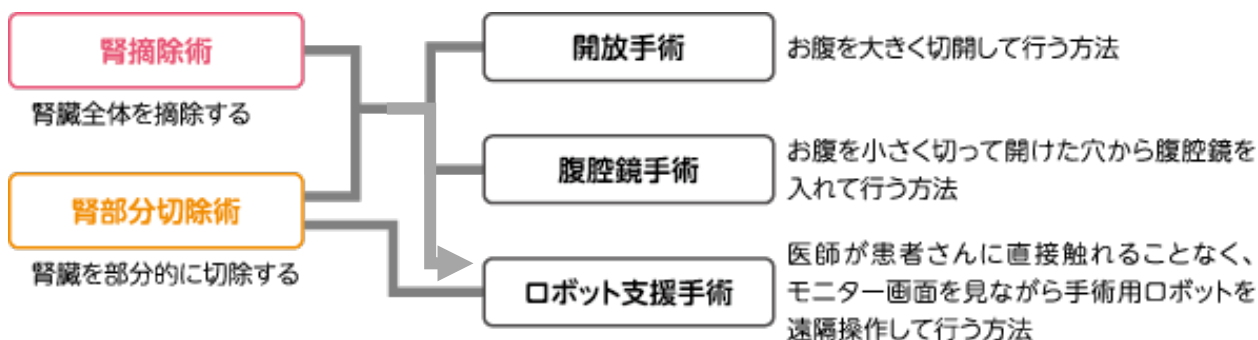 腎摘除術
腎臓全体を摘除する
腎部分切除術
腎臓を部分的に切除する
開放手術
お腹を大きく切開して行う方法
腹腔鏡手術
お腹を小さく切って開けた穴から腹腔鏡を
入れて行う方法
ロボット支援手術
医師が患者さんに直接触れることなく、
モニター画面を見ながら手術用ロボットを
遠隔操作して行う方法